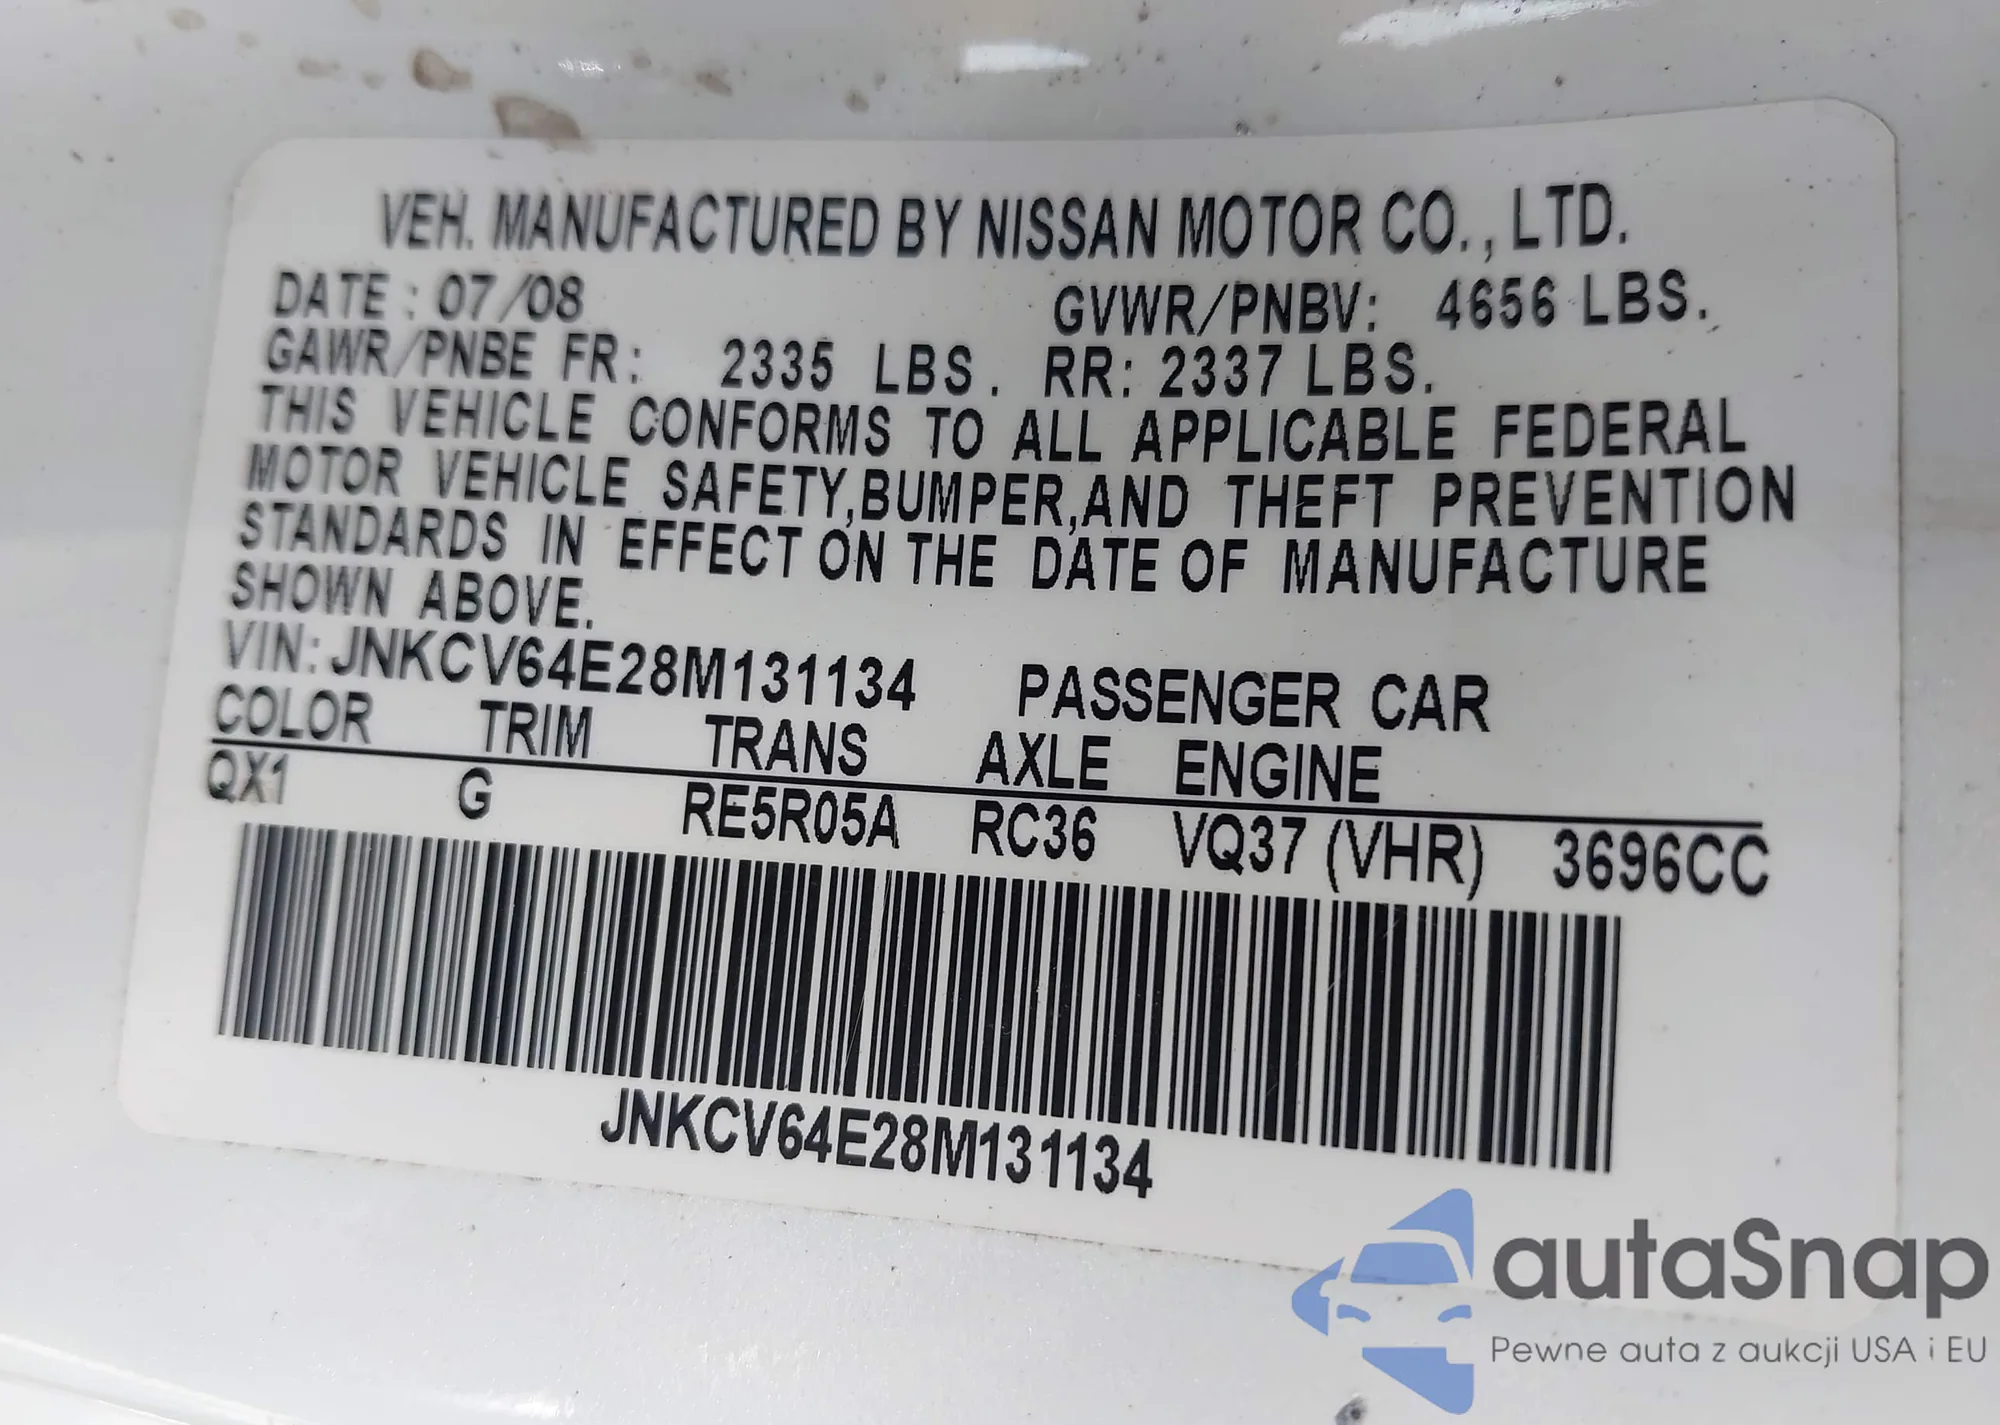 VEH. MANUFACTURED BY NISSAN MOTOR CO., LTD.
DATE : 07/08 GVWR/PNBV: 4656 LBS.
GAWR/PNBE FR: 2335 LBS. RR: 2337 LBS.
THIS VEHICLE CONFORMS TO ALL APPLICABLE FEDERAL
MOTOR VEHICLE SAFETY,BUMPER,AND THEFT PREVENTION
STANDARDS IN EFFECT ON THE DATE OF MANUFACTURE
SHOWN ABOVE.
VIN: JNKCV64E28M131134 PASSENGER CAR
COLOR TRIM TRANS AXLE ENGINE
QX1 G RE5R05A RC36 VQ37 (VHR) 3696CC
JNKCV64E28M131134
autaSnap
Pewne auta z aukcji USA i EU